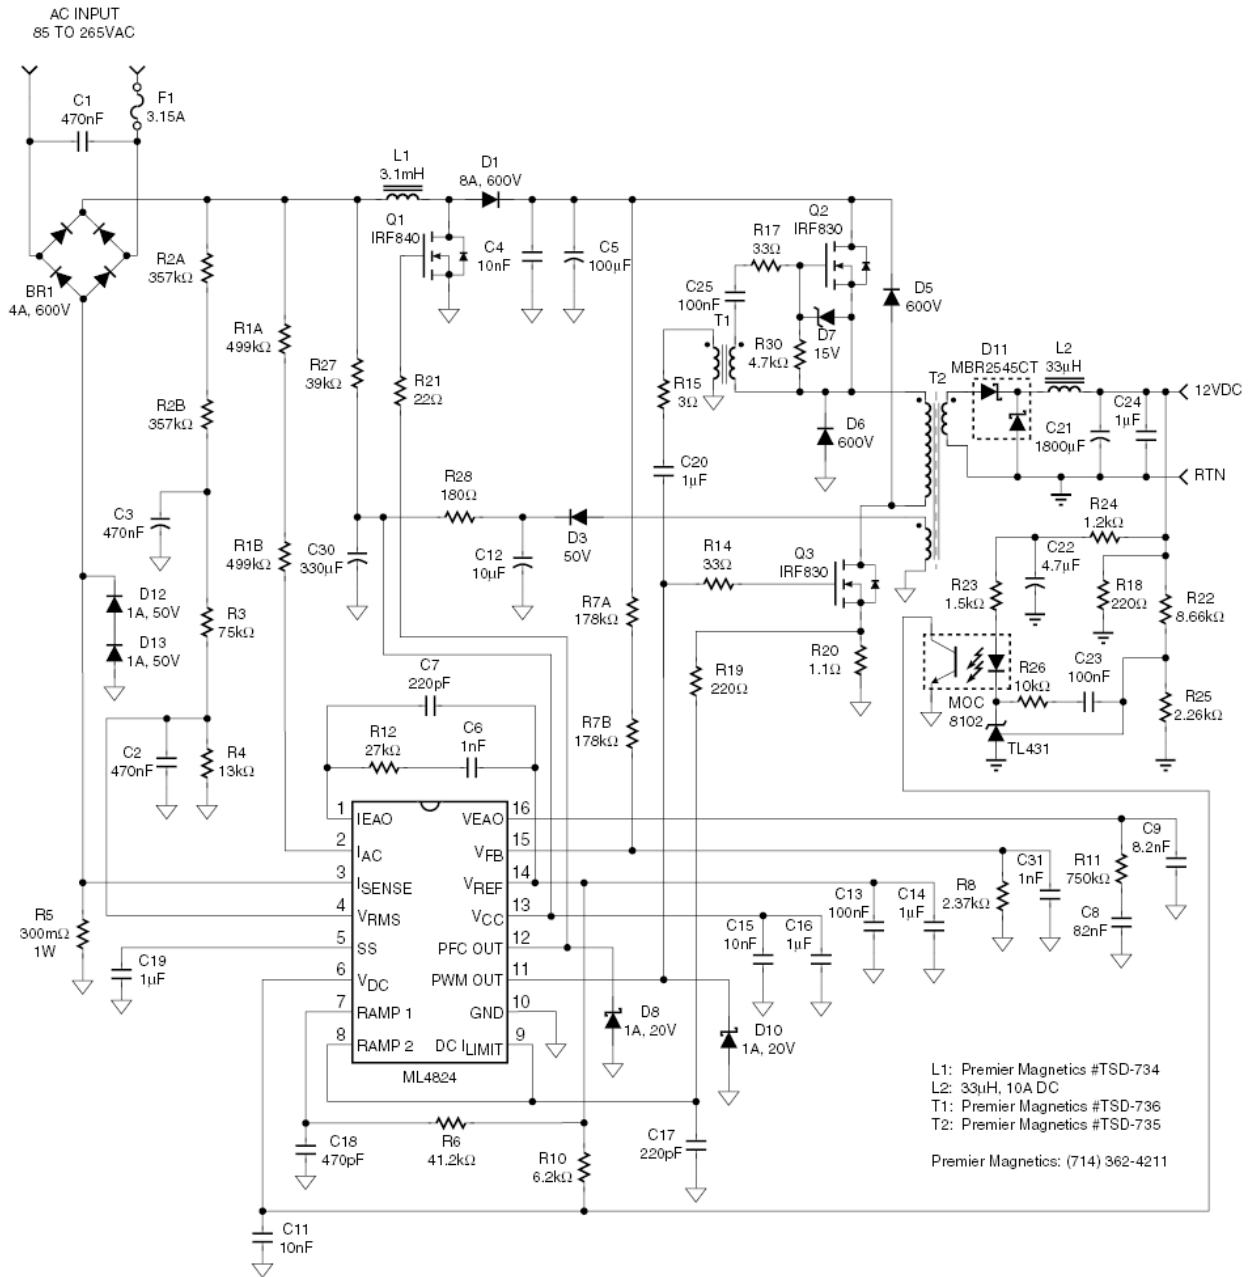 AC INPUT
85 TO 265VAC
C1
470nF
F1
3.15A
BR1
4A, 600V
R2A
357kΩ
R2B
357kΩ
C3
470nF
R3
75kΩ
D12
1A, 50V
D13
1A, 50V
C2
470nF
R4
13kΩ
R5
300mΩ
1W
C19
1µF
R1A
499kΩ
R1B
499kΩ
R27
39kΩ
C30
330µF
L1
3.1mH
Q1
IRF840
D1
8A, 600V
C4
10nF
C5
100µF
R21
22Ω
R28
180Ω
C12
10µF
D3
50V
R7A
178kΩ
R7B
178kΩ
C7
220pF
R12
27kΩ
C6
1nF
R17
33Ω
Q2
IRF830
C25
100nF
T1
R30
4.7kΩ
D7
15V
D5
600V
R15
3Ω
C20
1µF
D6
600V
T2
D11
MBR2545CT
L2
33µH
C21
1800µF
C24
1µF
12VDC
RTN
R14
33Ω
Q3
IRF830
R19
220Ω
R20
1.1Ω
R24
1.2kΩ
C22
4.7µF
R23
1.5kΩ
R18
220Ω
R22
8.66kΩ
R26
10kΩ
C23
100nF
R25
2.26kΩ
MOC
8102
TL431
1 IEAO
2 IAC
3 ISENSE
4 VRMS
5 SS
6 VDC
7 RAMP 1
8 RAMP 2
VEAO 16
VFB 15
VREF 14
VCC 13
PFC OUT 12
PWM OUT 11
GND 10
DC ILIMIT 9
ML4824
C15
10nF
C16
1µF
C13
100nF
C14
1µF
R8
2.37kΩ
C31
1nF
R11
750kΩ
C8
82nF
C9
8.2nF
D8
1A, 20V
D10
1A, 20V
C18
470pF
R6
41.2kΩ
R10
6.2kΩ
C17
220pF
C11
10nF
L1: Premier Magnetics #TSD-734
L2: 33µH, 10A DC
T1: Premier Magnetics #TSD-736
T2: Premier Magnetics #TSD-735
Premier Magnetics: (714) 362-4211